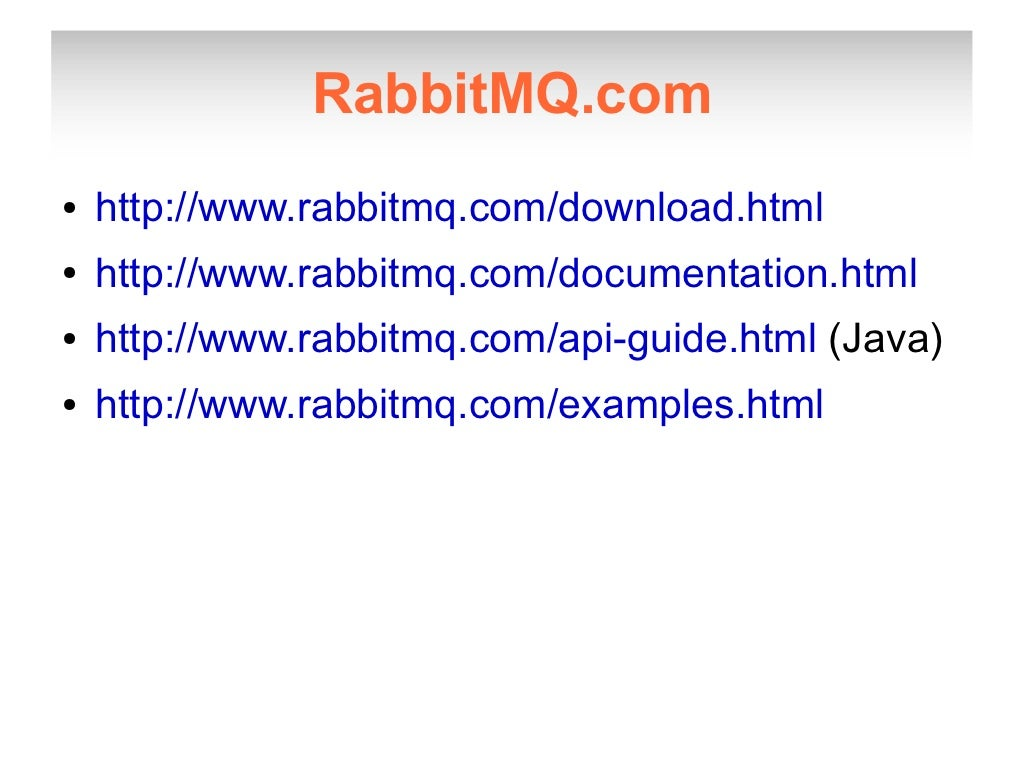 RabbitMQ.com
● http://www.rabbitmq.com/download.html
● http://www.rabbitmq.com/documentation.html
● http://www.rabbitmq.com/api-guide.html (Java)
● http://www.rabbitmq.com/examples.html